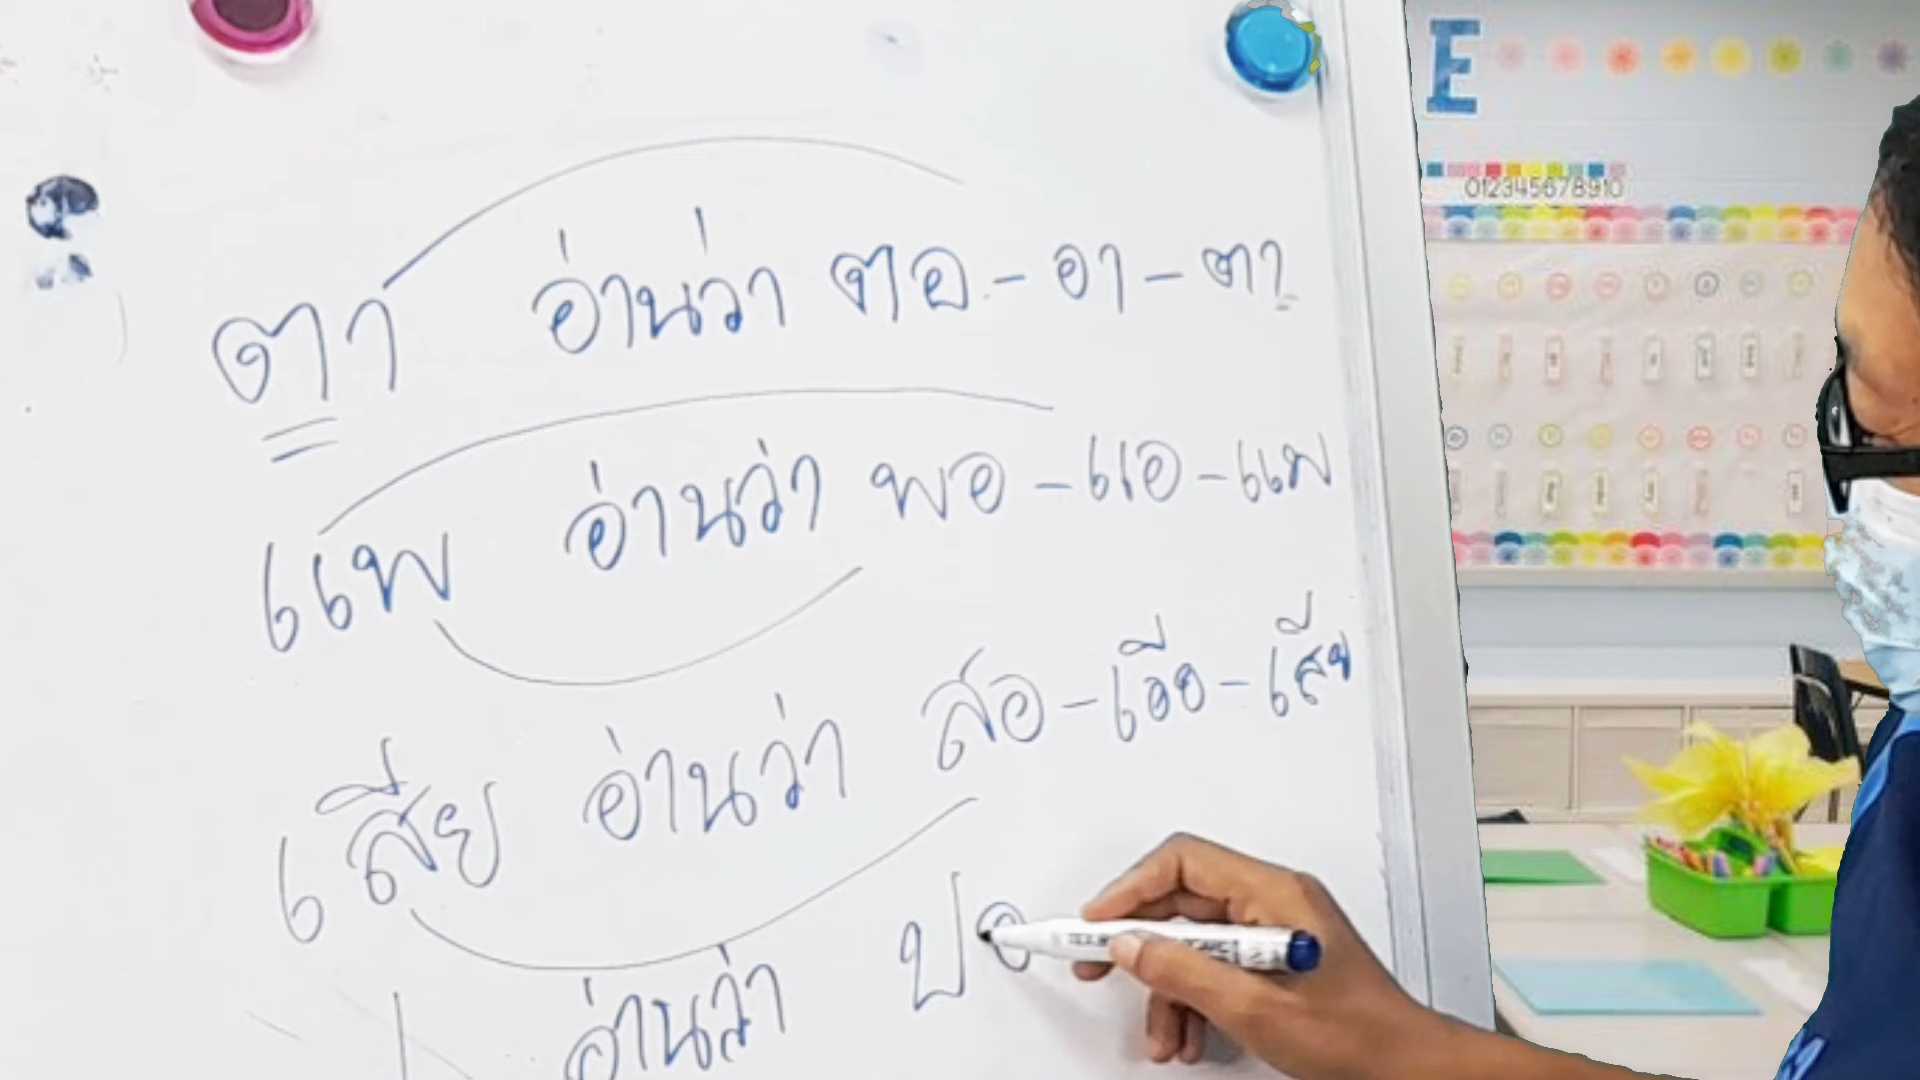 ตา อ่านว่า ตอ - อา - ตา
แพ อ่านว่า พอ - แอ - แพ
เสีย อ่านว่า สอ - เอีย - เสีย
อ่านว่า ปอ
E
012345678910